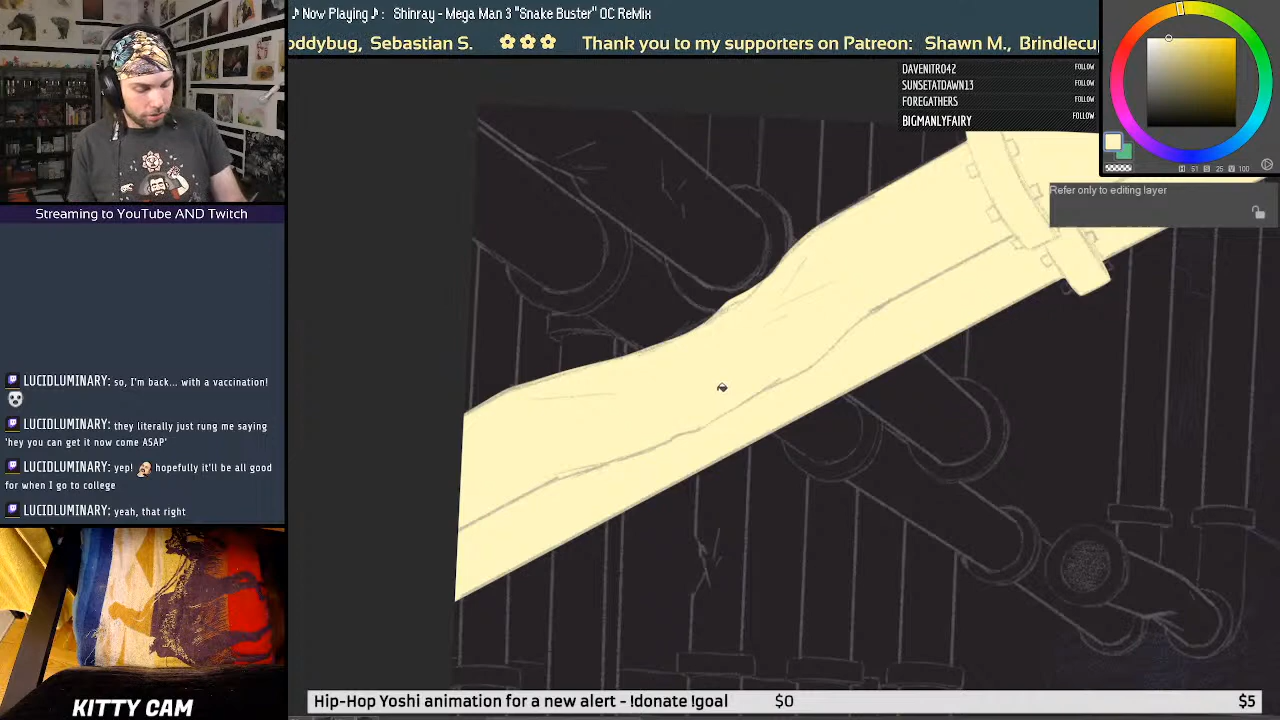 ♪ Now Playing ♪ : Shinray - Mega Man 3 "Snake Buster" OC ReMix
oddybug, Sebastian S. ✿ ✿ ✿ Thank you to my supporters on Patreon: Shawn M., Brindlecu
DAVENITRO42 FOLLOW
SUNSETATDAWN13 FOLLOW
FOREGATHERS FOLLOW
BIGMANLYFAIRY FOLLOW
H 51 S 25 V 100
Refer only to editing layer
Streaming to YouTube AND Twitch
LUCIDLUMINARY: so, I'm back... with a vaccination!
LUCIDLUMINARY: they literally just rung me saying
'hey you can get it now come ASAP'
LUCIDLUMINARY: yep! hopefully it'll be all good
for when I go to college
LUCIDLUMINARY: yeah, that right
KITTY CAM
Hip-Hop Yoshi animation for a new alert - !donate !goal $0 $5